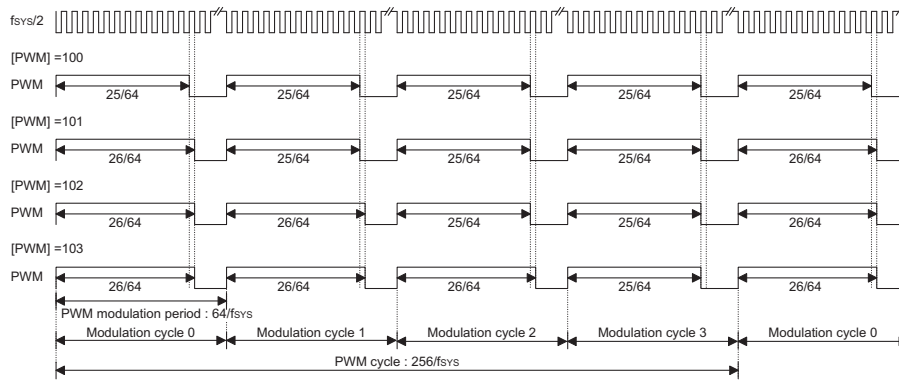 fSYS/2
[PWM] =100
PWM
25/64 25/64 25/64 25/64 25/64
[PWM] =101
PWM
26/64 25/64 25/64 25/64 26/64
[PWM] =102
PWM
26/64 26/64 25/64 25/64 26/64
[PWM] =103
PWM
26/64 26/64 26/64 25/64 26/64
PWM modulation period : 64/fSYS
Modulation cycle 0 Modulation cycle 1 Modulation cycle 2 Modulation cycle 3 Modulation cycle 0
PWM cycle : 256/fSYS